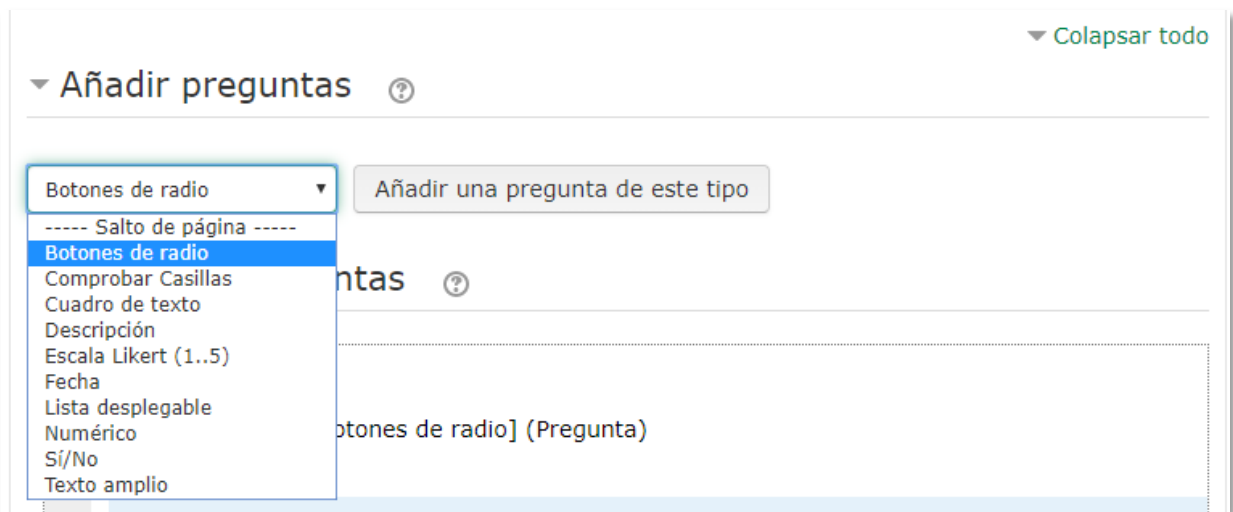 Colapsar todo
Añadir preguntas
Botones de radio
Añadir una pregunta de este tipo
----- Salto de página -----
Botones de radio
Comprobar Casillas
Cuadro de texto
Descripción
Escala Likert (1..5)
Fecha
Lista desplegable
Numérico
Sí/No
Texto amplio
ntas
otones de radio] (Pregunta)